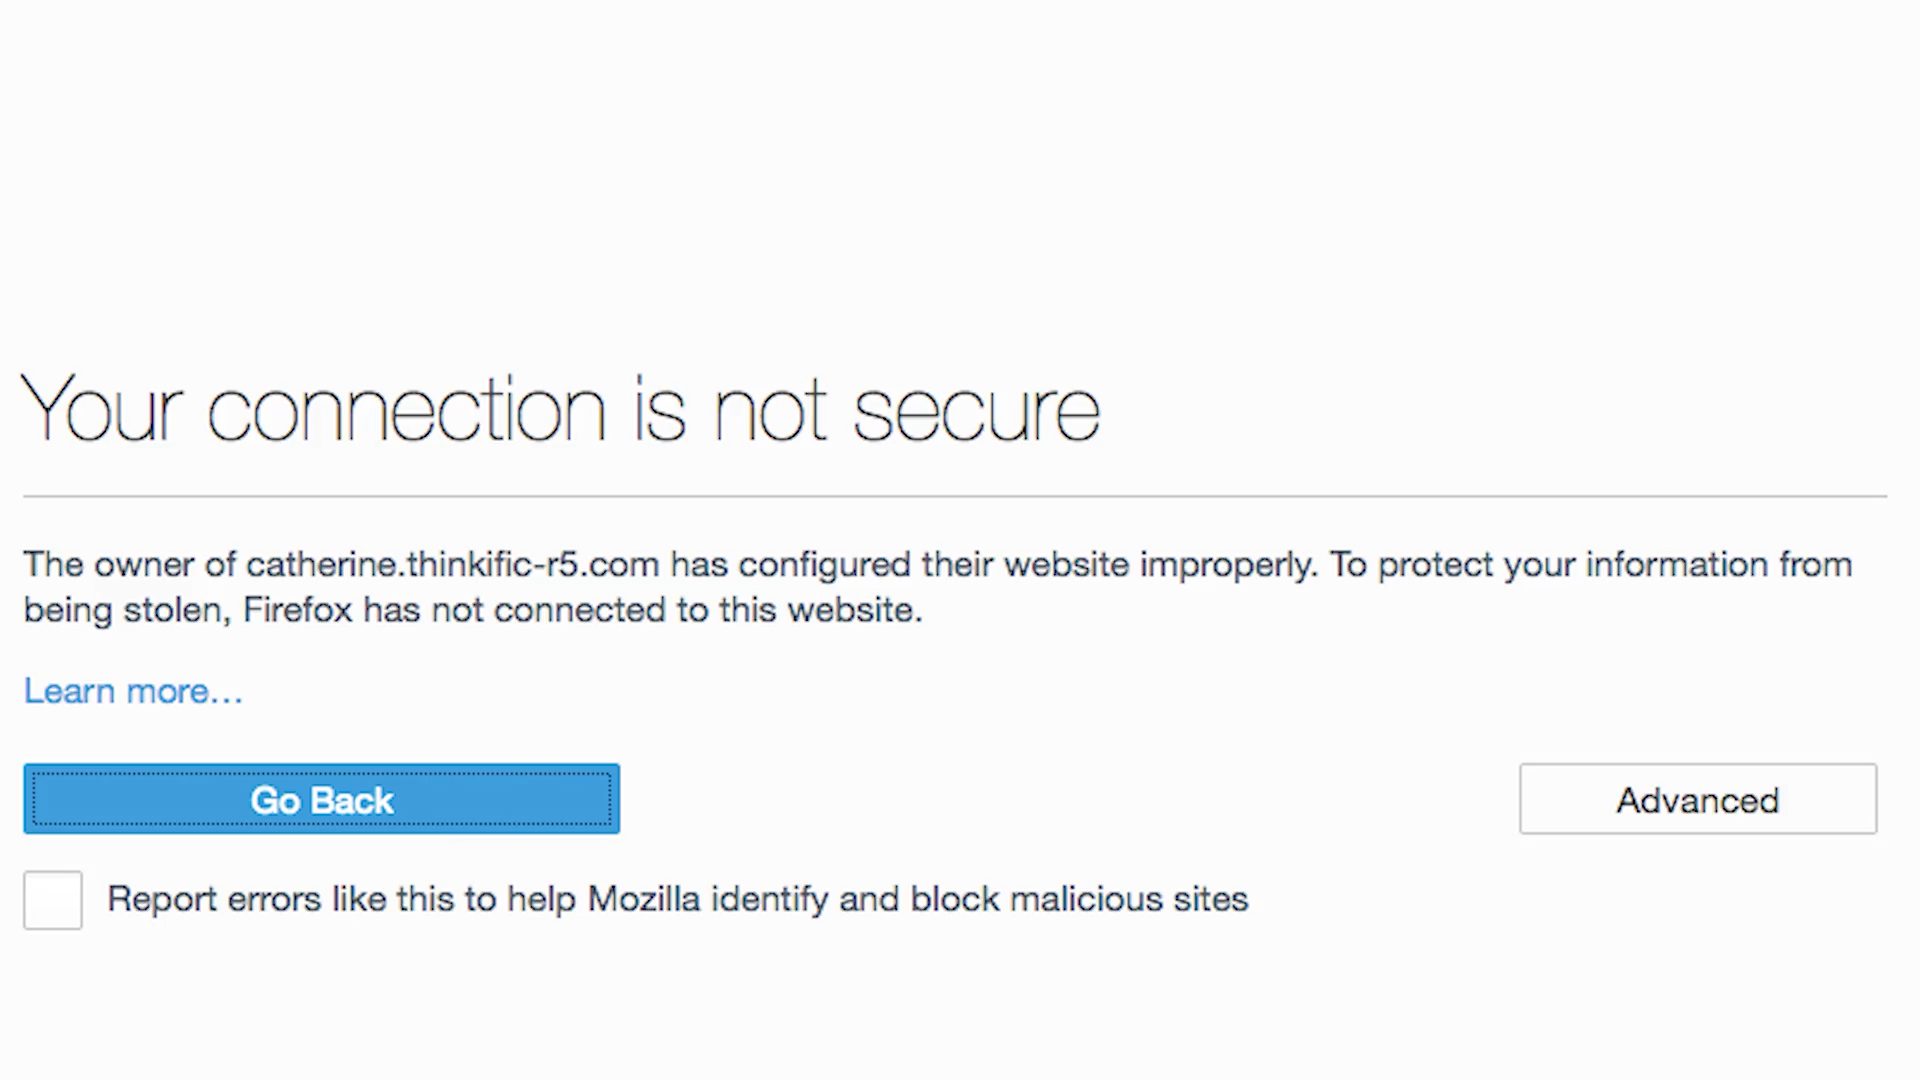 Your connection is not secure
The owner of catherine.thinkific-r5.com has configured their website improperly. To protect your information from
being stolen, Firefox has not connected to this website.
Learn more…
Go Back
Advanced
Report errors like this to help Mozilla identify and block malicious sites